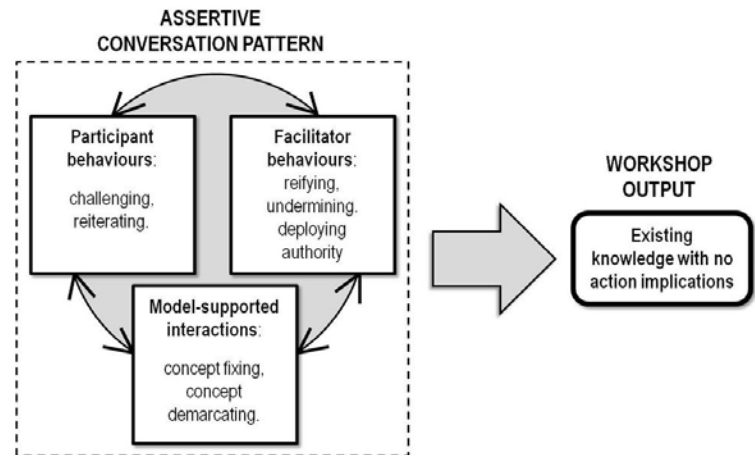 ASSERTIVE
CONVERSATION PATTERN
Participant
behaviours:
challenging,
reiterating.
Facilitator
behaviours:
reifying,
undermining.
deploying
authority
Model-supported
interactions:
concept fixing,
concept
demarcating.
WORKSHOP
OUTPUT
Existing
knowledge with no
action implications